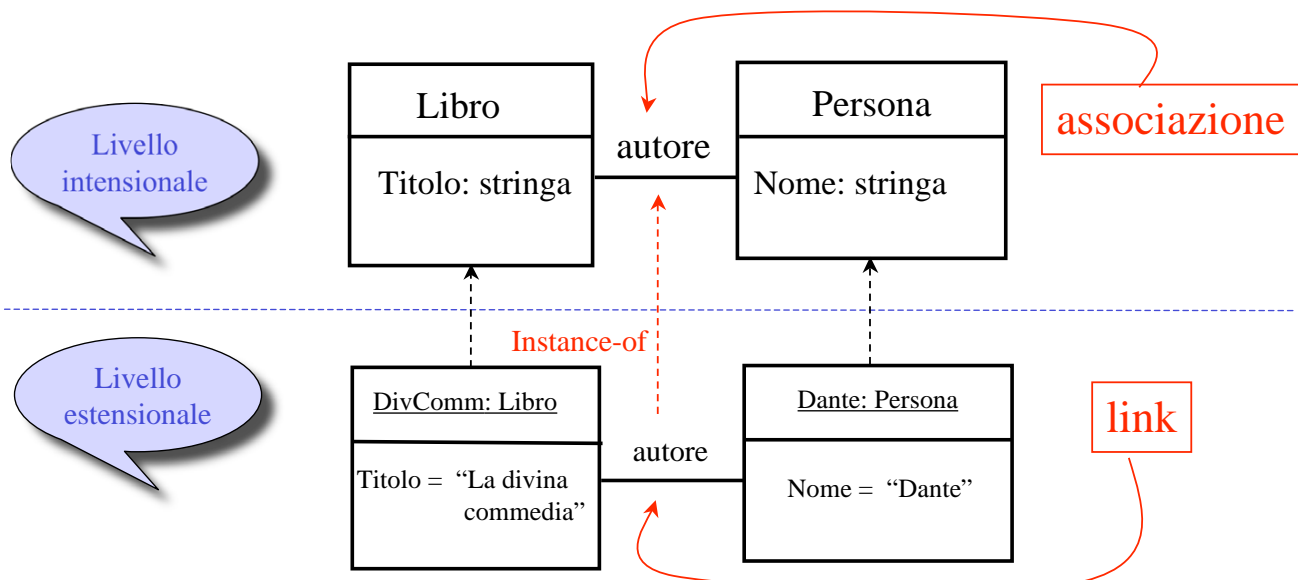 Libro
Persona
associazione
Livello
intensionale
autore
Titolo: stringa
Nome: stringa
Instance-of
Livello
estensionale
DivComm: Libro
Dante: Persona
link
autore
Titolo = “La divina
commedia”
Nome = “Dante”